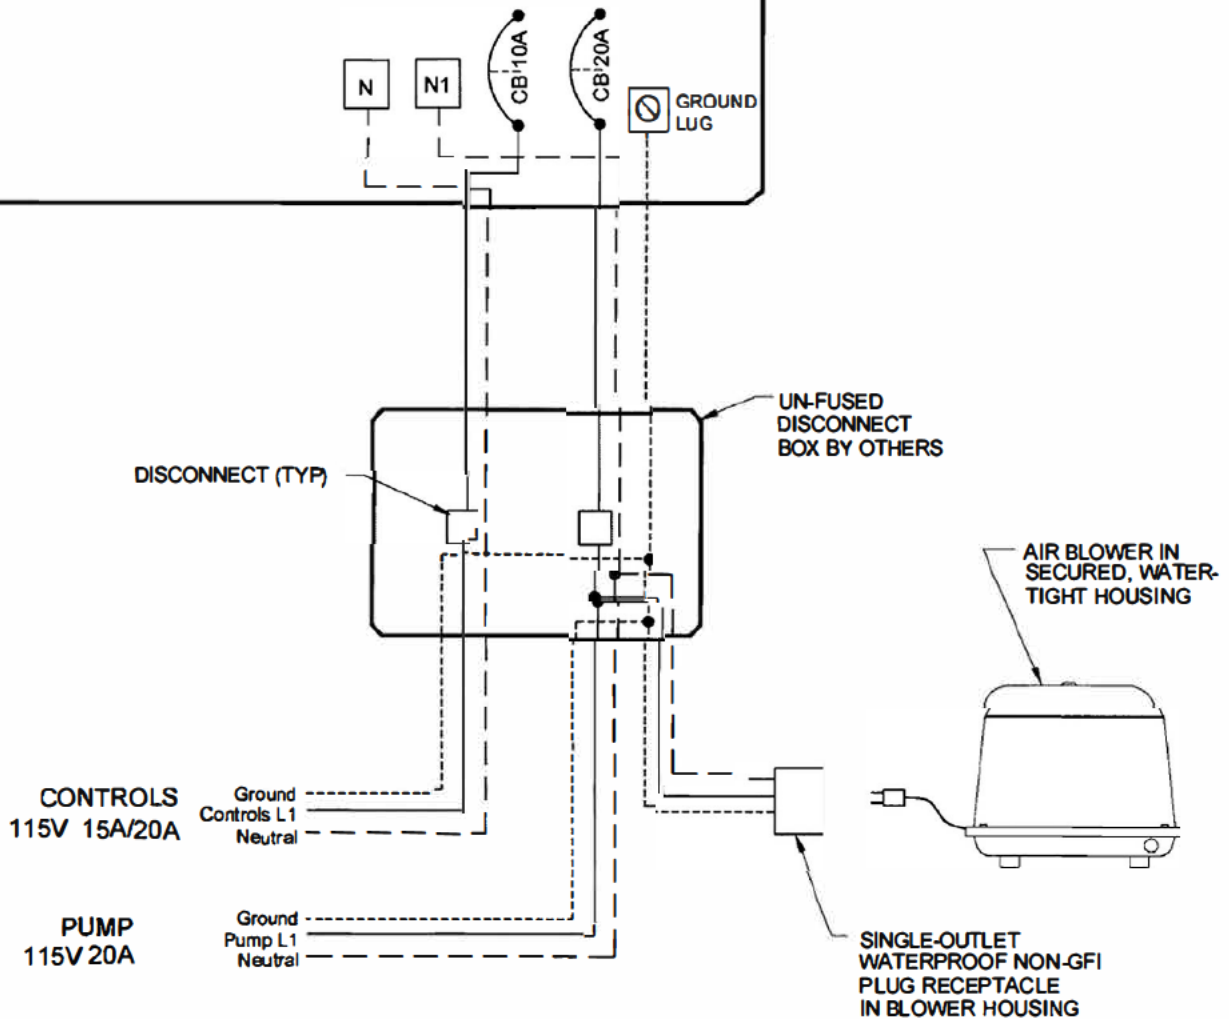 N
N1
CB 10A
CB 20A
GROUND
LUG
UN-FUSED
DISCONNECT
BOX BY OTHERS
DISCONNECT (TYP)
AIR BLOWER IN
SECURED, WATER-
TIGHT HOUSING
CONTROLS
115V 15A/20A
Ground
Controls L1
Neutral
PUMP
115V 20A
Ground
Pump L1
Neutral
SINGLE-OUTLET
WATERPROOF NON-GFI
PLUG RECEPTACLE
IN BLOWER HOUSING